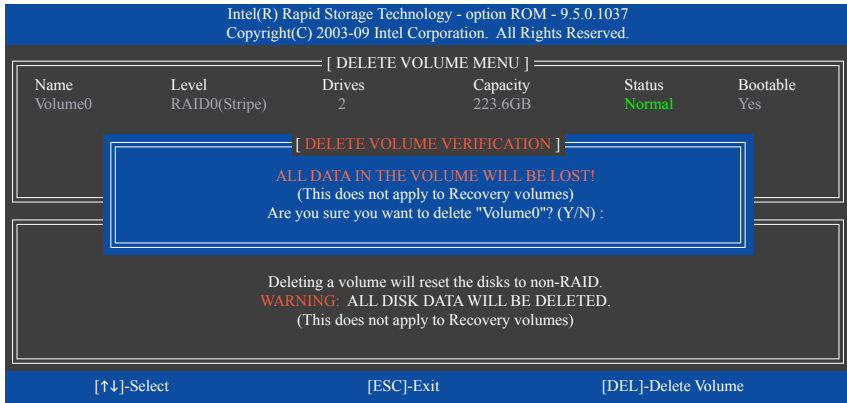 Intel(R) Rapid Storage Technology - option ROM - 9.5.0.1037
Copyright(C) 2003-09 Intel Corporation. All Rights Reserved.
[ DELETE VOLUME MENU ]
Name Level Drives Capacity Status Bootable
Volume0 RAID0(Stripe) 2 223.6GB Normal Yes
[ DELETE VOLUME VERIFICATION ]
ALL DATA IN THE VOLUME WILL BE LOST!
(This does not apply to Recovery volumes)
Are you sure you want to delete "Volume0"? (Y/N) :
Deleting a volume will reset the disks to non-RAID.
WARNING: ALL DISK DATA WILL BE DELETED.
(This does not apply to Recovery volumes)
[↑↓]-Select [ESC]-Exit [DEL]-Delete Volume